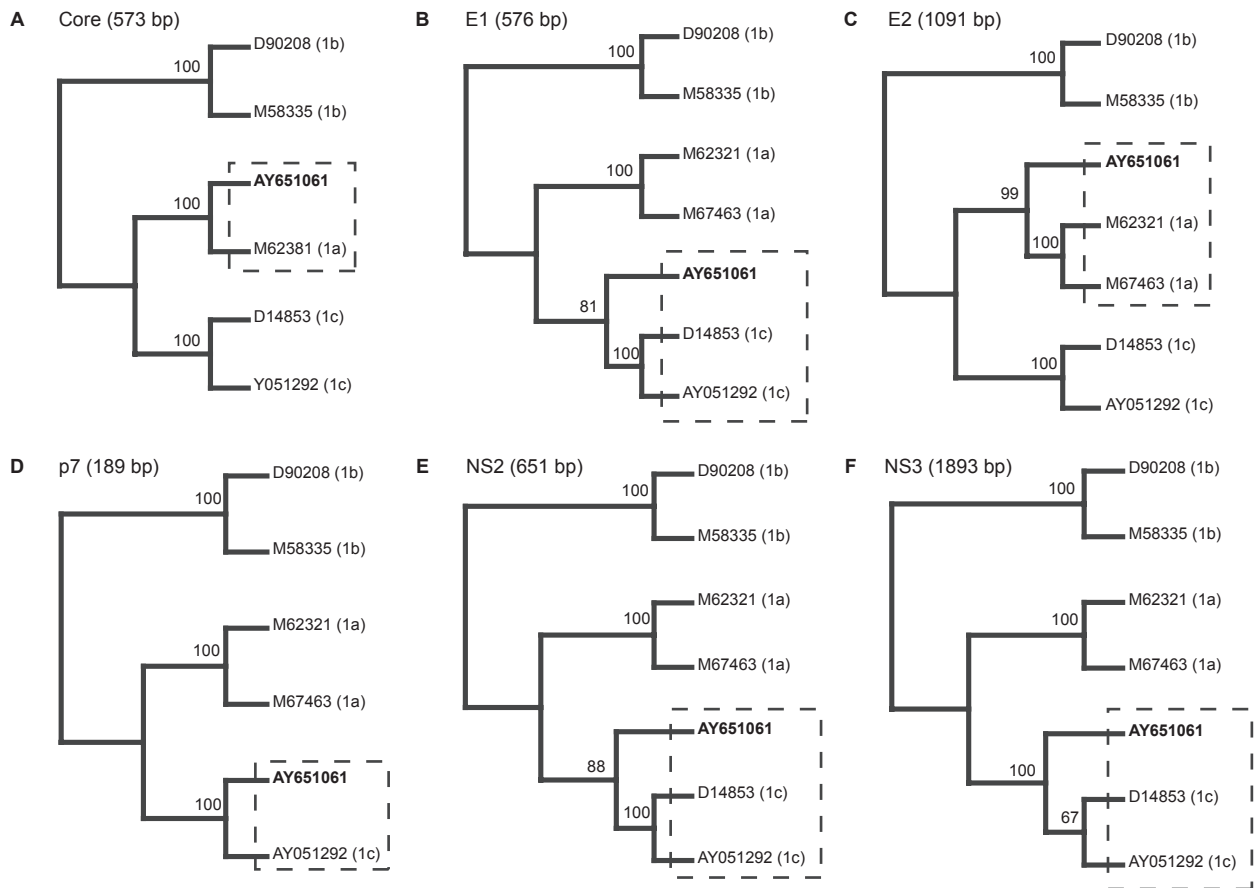 A Core (573 bp)
100
D90208 (1b)
M58335 (1b)
100
AY651061
M62381 (1a)
100
D14853 (1c)
Y051292 (1c)
B E1 (576 bp)
100
D90208 (1b)
M58335 (1b)
100
M62321 (1a)
M67463 (1a)
81
AY651061
100
D14853 (1c)
AY051292 (1c)
C E2 (1091 bp)
100
D90208 (1b)
M58335 (1b)
99
AY651061
100
M62321 (1a)
M67463 (1a)
100
D14853 (1c)
AY051292 (1c)
D p7 (189 bp)
100
D90208 (1b)
M58335 (1b)
100
M62321 (1a)
M67463 (1a)
100
AY651061
AY051292 (1c)
E NS2 (651 bp)
100
D90208 (1b)
M58335 (1b)
100
M62321 (1a)
M67463 (1a)
88
AY651061
100
D14853 (1c)
AY051292 (1c)
F NS3 (1893 bp)
100
D90208 (1b)
M58335 (1b)
100
M62321 (1a)
M67463 (1a)
100
AY651061
67
D14853 (1c)
AY051292 (1c)